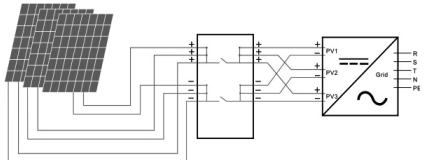 + + PV1
+ +
+ −
+ PV2
− −
Grid
− − +
− − PV3
−
R
S
T
N
PE